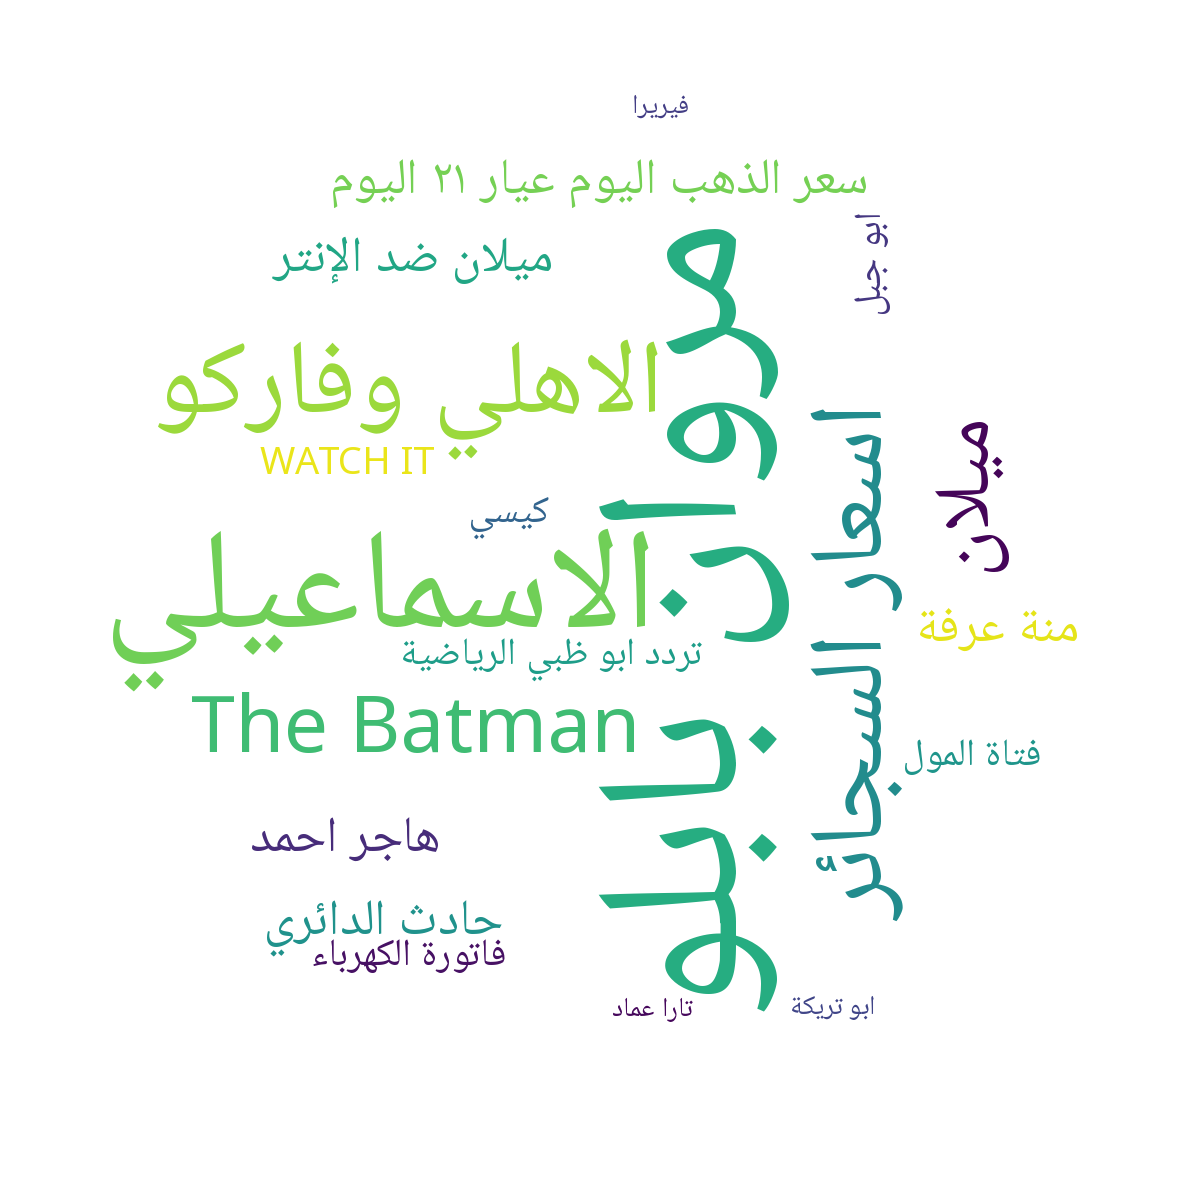 فيريرا
سعر الذهب اليوم عيار ٢١ اليوم
ابو جبل
ميلان ضد الإنتر
مروان بابلو
الاهلي وفاركو
اسعار السجائر
ميلان
WATCH IT
كيسي
الاسماعيلي
منة عرفة
تردد ابو ظبي الرياضية
The Batman
فتاة المول
هاجر احمد
حادث الدائري
فاتورة الكهرباء
تارا عماد
ابو تريكة